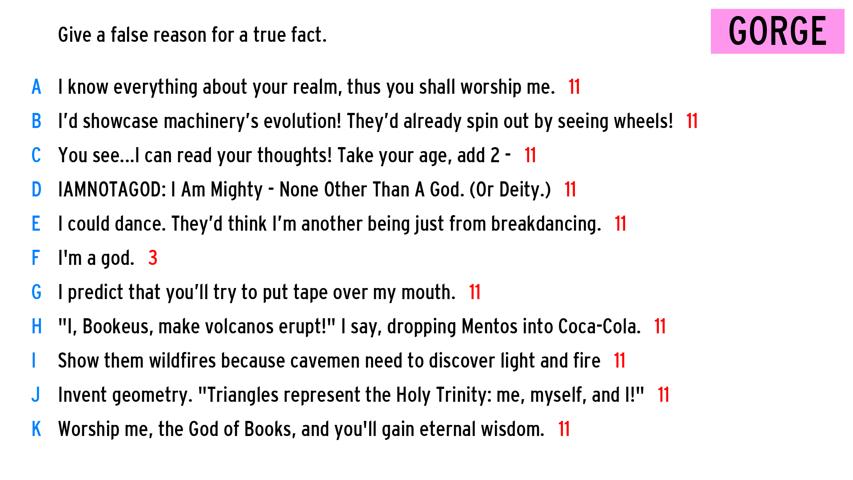 Give a false reason for a true fact.
GORGE
A I know everything about your realm, thus you shall worship me. 11
B I'd showcase machinery's evolution! They'd already spin out by seeing wheels! 11
C You see...I can read your thoughts! Take your age, add 2 - 11
D IAMNOTAGOD: I Am Mighty - None Other Than A God. (Or Deity.) 11
E I could dance. They'd think I'm another being just from breakdancing. 11
F I'm a god. 3
G I predict that you'll try to put tape over my mouth. 11
H "I, Bookeus, make volcanos erupt!" I say, dropping Mentos into Coca-Cola. 11
I Show them wildfires because cavemen need to discover light and fire 11
J Invent geometry. "Triangles represent the Holy Trinity: me, myself, and I!" 11
K Worship me, the God of Books, and you'll gain eternal wisdom. 11